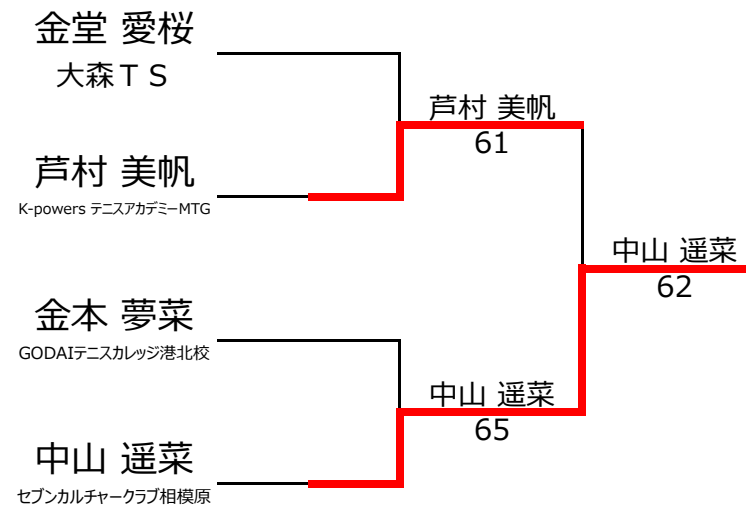 金堂 愛桜
大森ＴＳ
芦村 美帆
61
芦村 美帆
K-powers テニスアカデミーMTG
中山 遥菜
62
金本 夢菜
GODAIテニスカレッジ港北校
中山 遥菜
65
中山 遥菜
セブンカルチャークラブ相模原